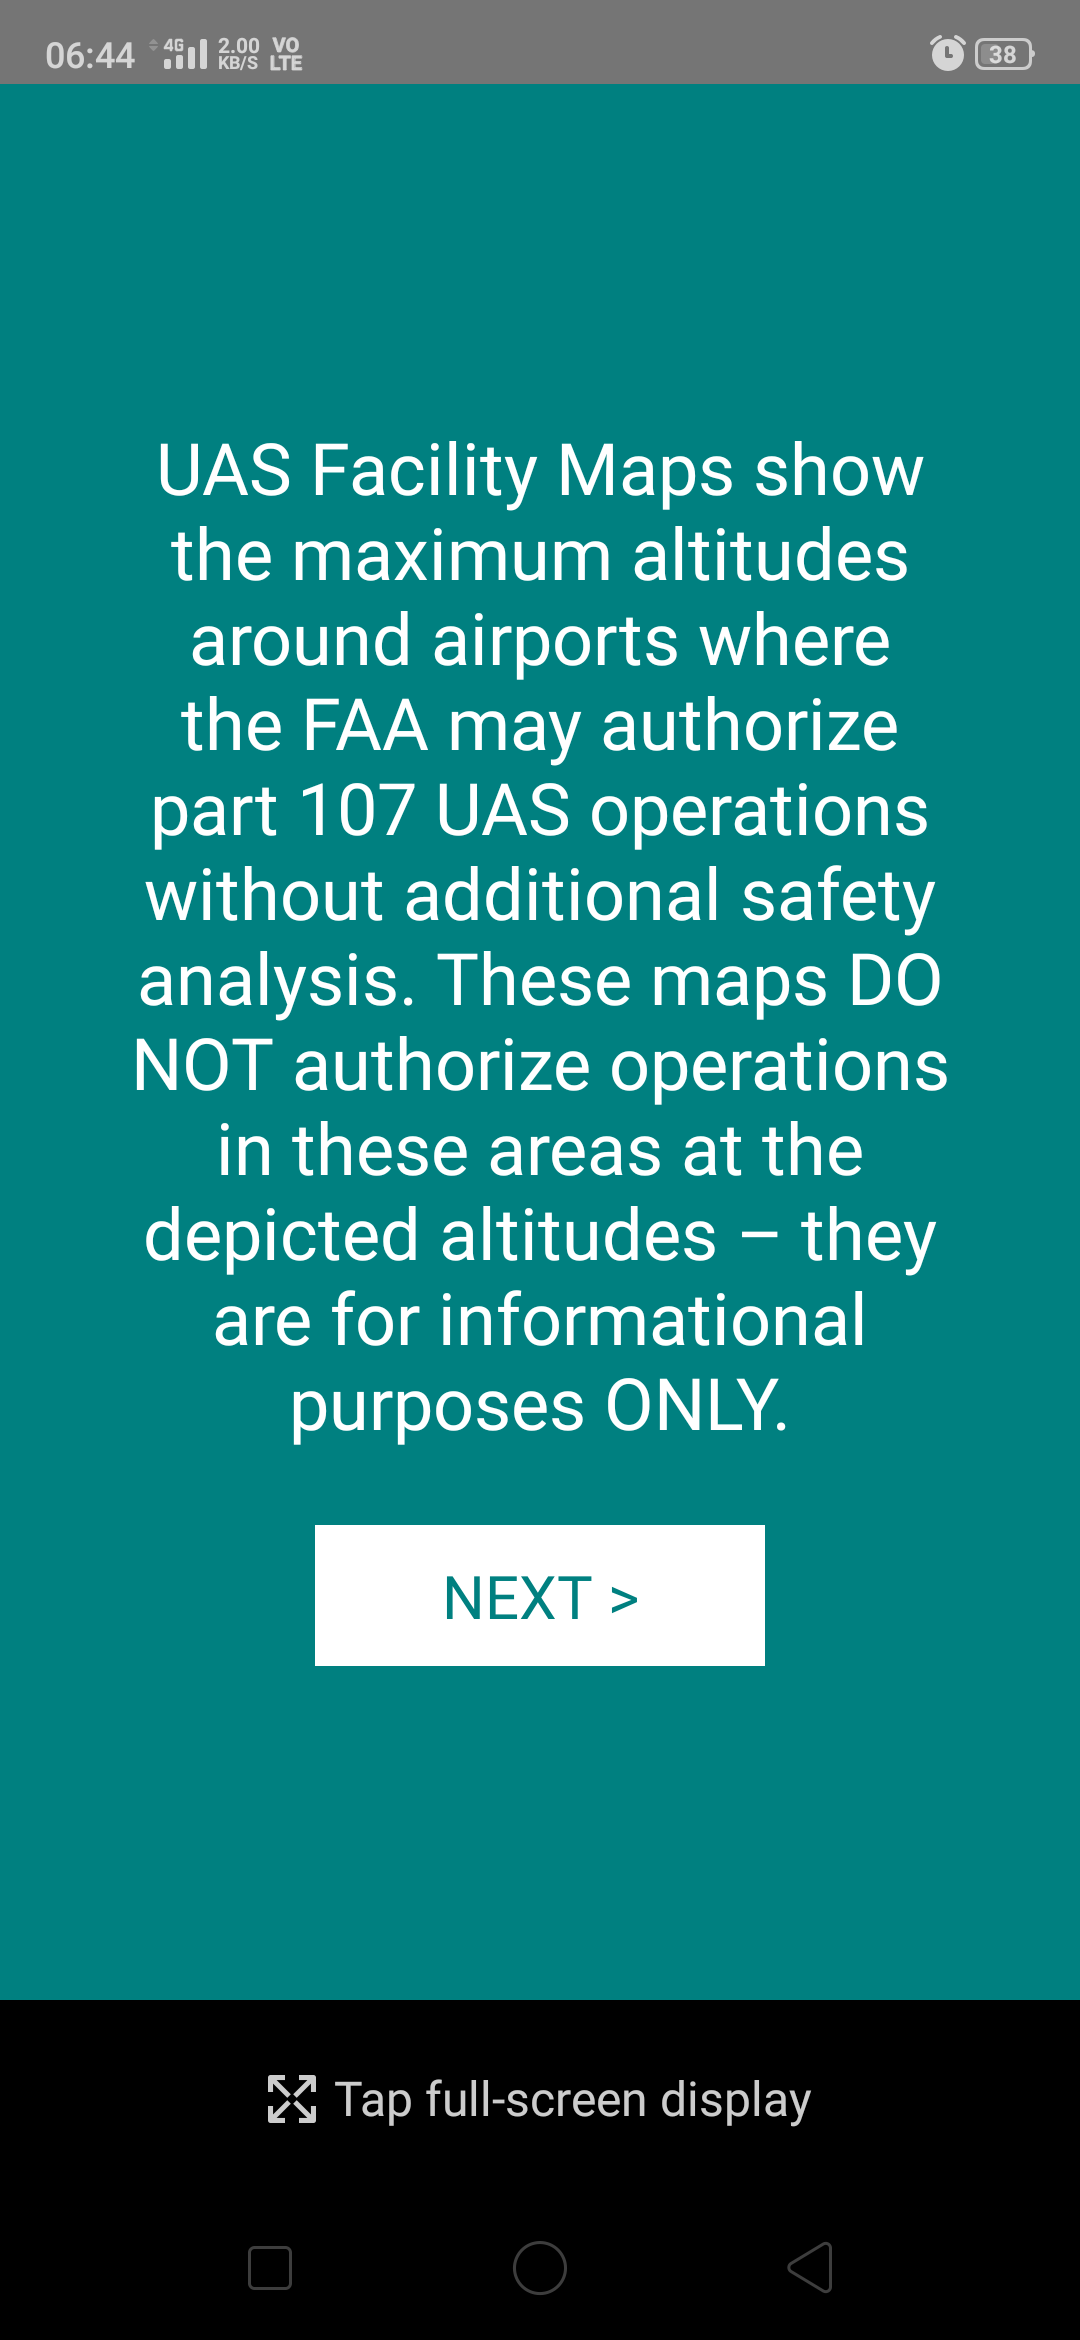 06:44 4G 2.00 KB/S VO LTE 38
UAS Facility Maps show
the maximum altitudes
around airports where
the FAA may authorize
part 107 UAS operations
without additional safety
analysis. These maps DO
NOT authorize operations
in these areas at the
depicted altitudes – they
are for informational
purposes ONLY.
NEXT >
Tap full-screen display